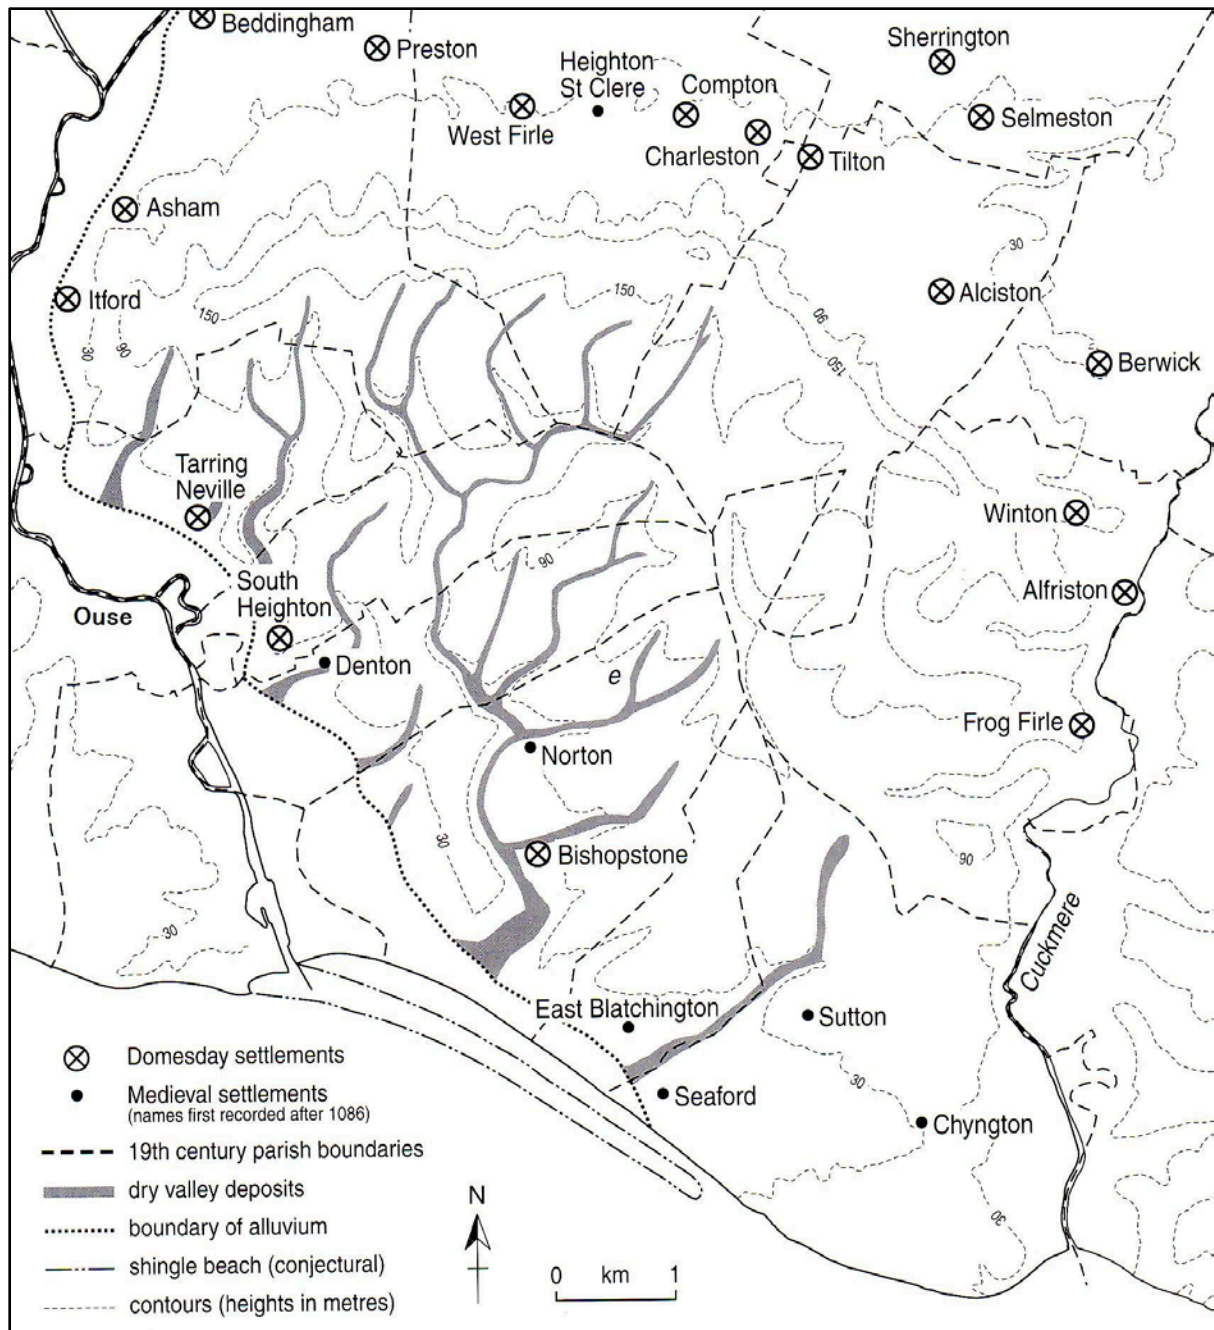 Beddingham
Preston
Sherrington
Heighton
St Clere
Compton
West Firle
Selmeston
Charleston
Tilton
Asham
30
Itford
150
150
Alciston
90
30
90
150
Berwick
Tarring
Neville
Winton
90
South
Heighton
Alfriston
Ouse
Denton
e
Frog Firle
Norton
30
Bishopstone
90
30
Cuckmere
East Blatchington
Sutton
30
Seaford
Chyngton
30
Domesday settlements
Medieval settlements
(names first recorded after 1086)
19th century parish boundaries
dry valley deposits
boundary of alluvium
shingle beach (conjectural)
contours (heights in metres)
N
0 km 1